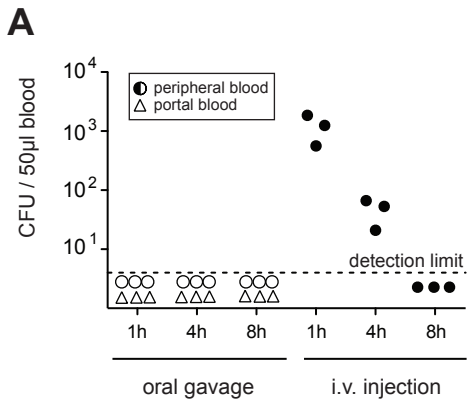 A
CFU / 50µl blood
10⁴
10³
10²
10¹
peripheral blood
portal blood
detection limit
1h 4h 8h 1h 4h 8h
oral gavage i.v. injection